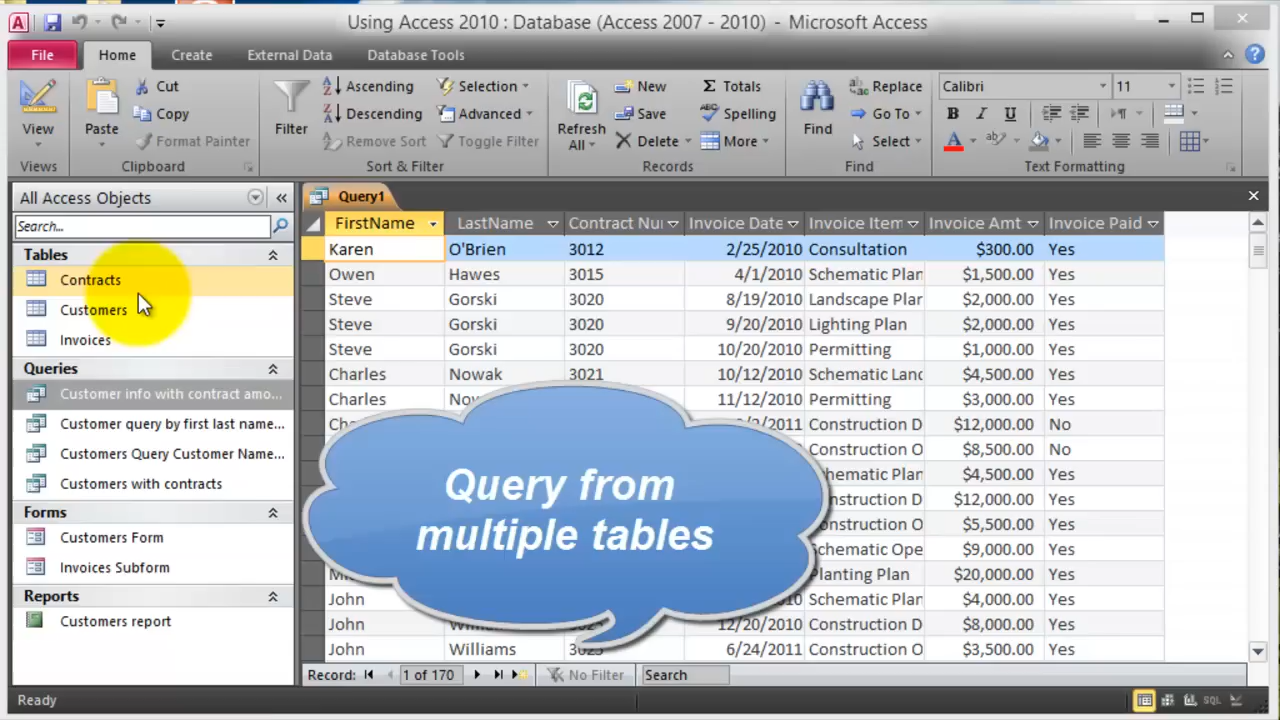 Using Access 2010 : Database (Access 2007 - 2010) - Microsoft Access
File Home Create External Data Database Tools
View
Views
Paste
Cut
Copy
Format Painter
Clipboard
Filter
Ascending
Descending
Remove Sort
Selection
Advanced
Toggle Filter
Sort & Filter
Refresh
All
New
Save
Delete
Totals
Spelling
More
Records
Find
Replace
Go To
Select
Find
Calibri 11
B I U
A ab
Text Formatting
All Access Objects
Search...
Tables
Contracts
Customers
Invoices
Queries
Customer info with contract amo...
Customer query by first last name...
Customers Query Customer Name...
Customers with contracts
Forms
Customers Form
Invoices Subform
Reports
Customers report
Query1
FirstName LastName Contract Nu Invoice Date Invoice Item Invoice Amt Invoice Paid
Karen O'Brien 3012 2/25/2010 Consultation $300.00 Yes
Owen Hawes 3015 4/1/2010 Schematic Plan $1,500.00 Yes
Steve Gorski 3020 8/19/2010 Landscape Plar $2,000.00 Yes
Steve Gorski 3020 9/20/2010 Lighting Plan $1,000.00 Yes
Steve Gorski 3020 10/20/2010 Permitting $1,000.00 Yes
Charles Nowak 3021 10/12/2010 Schematic Land $4,500.00 Yes
Charles 11/12/2010 Permitting $3,000.00 Yes
2011 Construction D $12,000.00 No
Construction O $8,500.00 No
chematic Plan $4,500.00 Yes
onstruction D $12,000.00 Yes
onstruction O $5,500.00 Yes
chematic Ope $9,000.00 Yes
Planting Plan $20,000.00 Yes
John Schematic Plan $4,000.00 Yes
John 12/20/2010 Construction D $8,000.00 Yes
John Williams 6/24/2011 Construction O $3,500.00 Yes
Query from
multiple tables
Record: 1 of 170 No Filter Search
Ready SQL